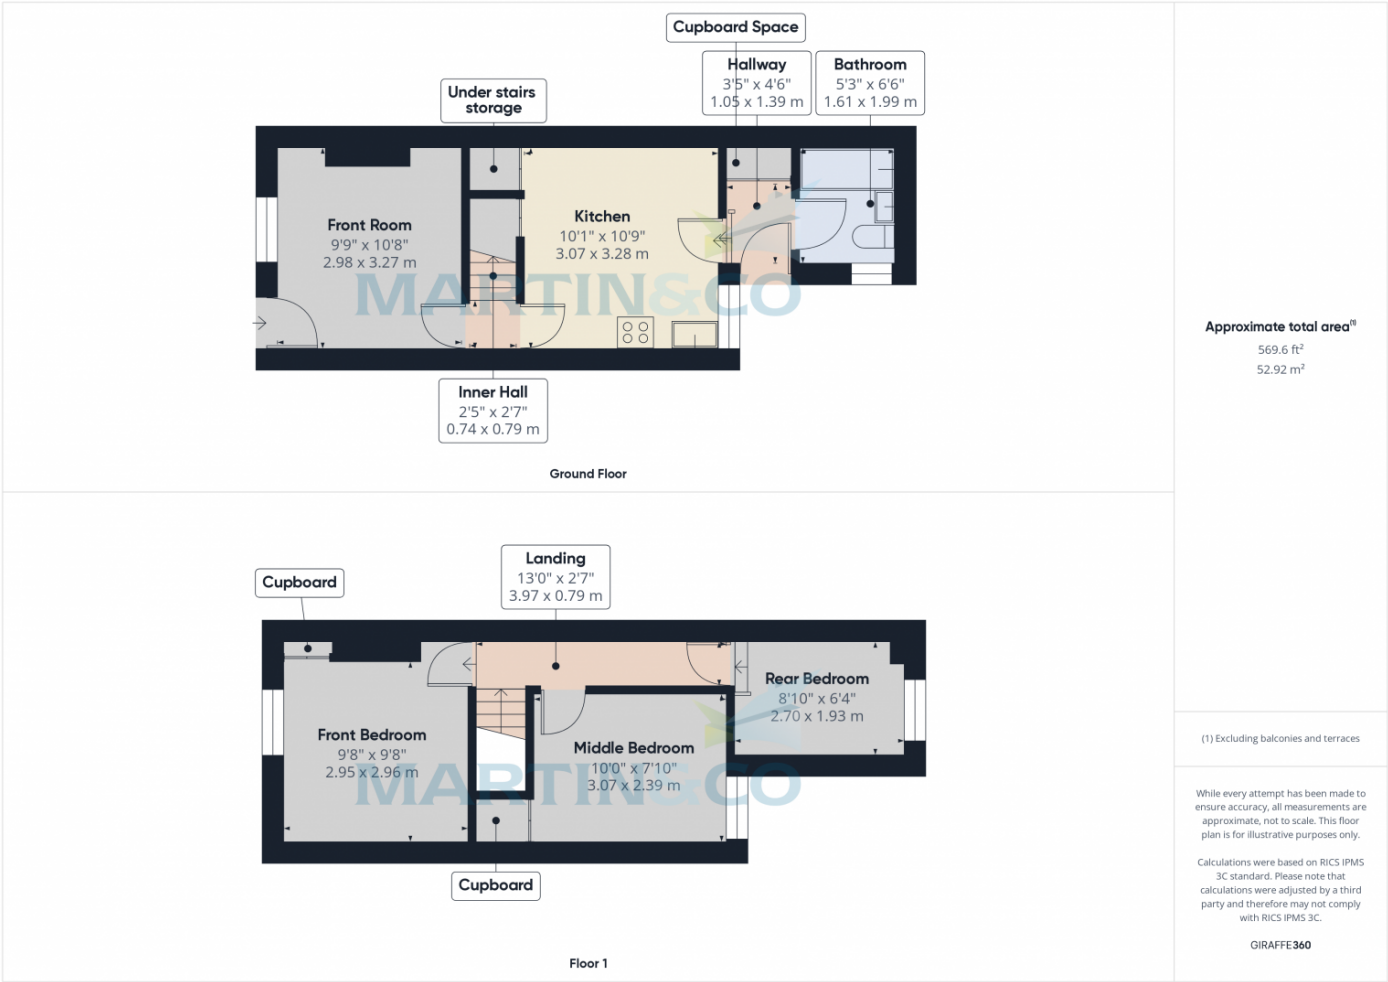 Cupboard Space
Hallway
3'5" x 4'6"
1.05 x 1.39 m
Bathroom
5'3" x 6'6"
1.61 x 1.99 m
Under stairs
storage
Front Room
9'9" x 10'8"
2.98 x 3.27 m
Kitchen
10'1" x 10'9"
3.07 x 3.28 m
MARTIN&CO
Inner Hall
2'5" x 2'7"
0.74 x 0.79 m
Ground Floor
Approximate total area(1)
569.6 ft²
52.92 m²
Landing
13'0" x 2'7"
3.97 x 0.79 m
Cupboard
Rear Bedroom
8'10" x 6'4"
2.70 x 1.93 m
Front Bedroom
9'8" x 9'8"
2.95 x 2.96 m
Middle Bedroom
10'0" x 7'10"
3.07 x 2.39 m
MARTIN&CO
Cupboard
Floor 1
(1) Excluding balconies and terraces
While every attempt has been made to
ensure accuracy, all measurements are
approximate, not to scale. This floor
plan is for illustrative purposes only.
Calculations were based on RICS IPMS
3C standard. Please note that
calculations were adjusted by a third
party and therefore may not comply
with RICS IPMS 3C.
GIRAFFE360